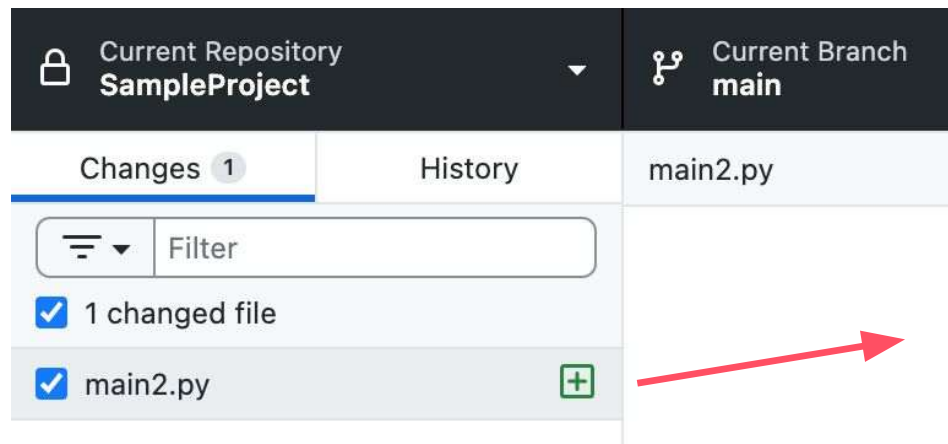 Current Repository
SampleProject
Current Branch
main
Changes 1
History
main2.py
Filter
1 changed file
main2.py